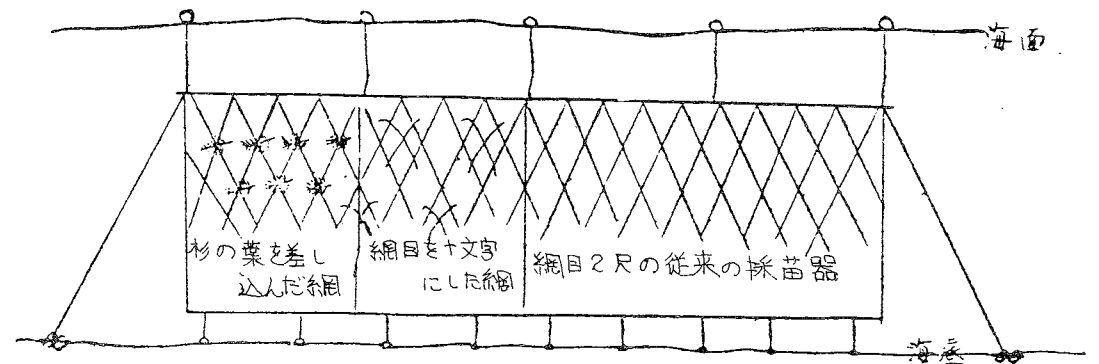 海面
杉の葉を差し
込んだ網
網目を十文字
にした網
網目2尺の従来の採苗器
海底